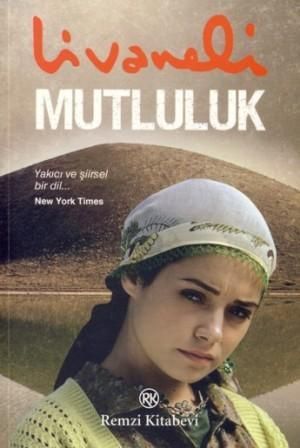 Livaneli
MUTLULUK
Yakıcı ve şiirsel
bir dil...
New York Times
RK
Remzi Kitabevi